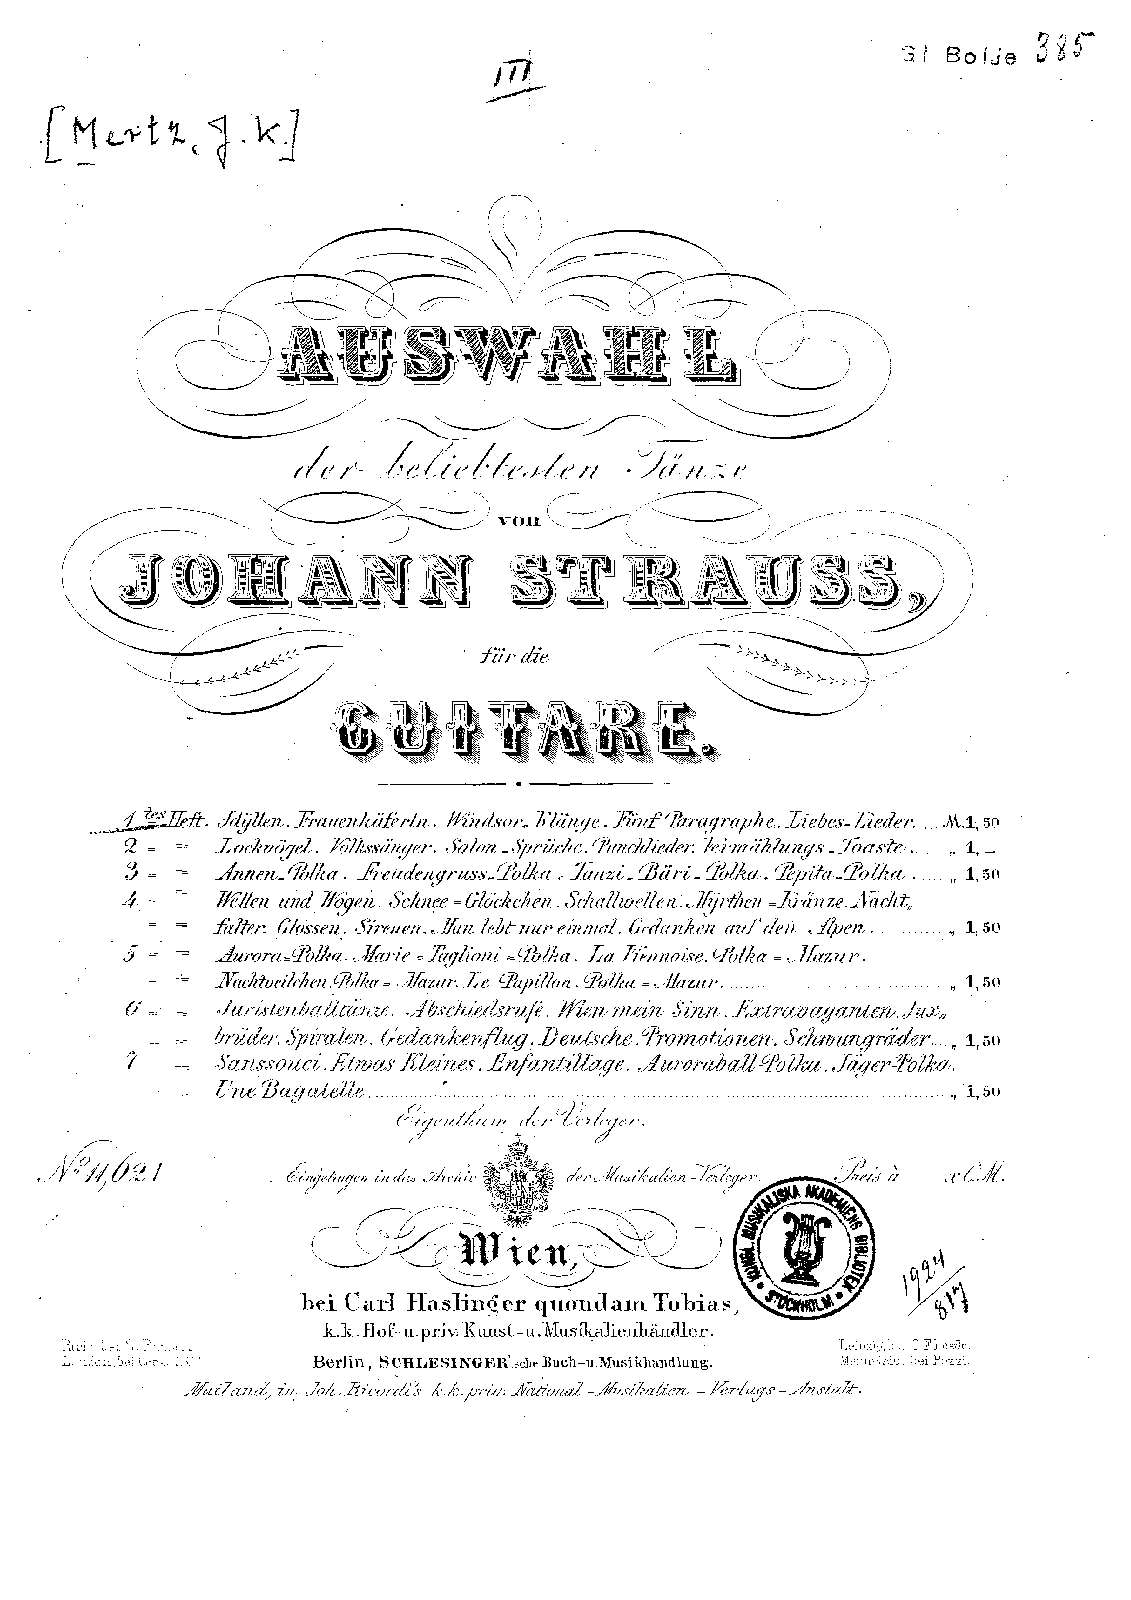 Bolje 385
III
[Mertz, J. K.]
AUSWAHL
der beliebtesten Tänze
von
JOHANN STRAUSS,
für die
GUITARE.
1tes Heft. Idyllen. Frauenkäferln. Windsor-Klänge. Fünf Paragraphe. Liebes-Lieder. ... M. 1,50
2 = = Lockvögel. Volkssänger. Salon-Sprüche. Punchlieder. Vermählungs-Toaste. .. „ 1,—
3 = = Annen-Polka. Freudengruss-Polka. Tanzi-Bäri-Polka. Pepita-Polka. .... „ 1,50
4 = = Wellen und Wogen. Schnee=Glöckchen. Schallwellen. Myrthen=Kränze. Nacht=
= = falter. Glossen. Sirenen. Man lebt nur einmal. Gedanken auf den Alpen. ......... „ 1,50
5 = = Aurora=Polka. Marie=Taglioni=Polka. La Viennoise. Polka=Mazur.
= = Nachtveilchen. Polka=Mazur. Le Papillon. Polka=Mazur. ........ „ 1,50
6 = = Juristenballtänze. Abschiedsrufe. Wien mein Sinn. Extravaganten. Jux=
= = brüder. Spiralen. Gedankenflug. Deutsche. Promotionen. Schwungräder... „ 1,50
7 = Sanssouci. Etwas Kleines. Enfantillage. Auroraball-Polka. Jäger-Polka.
= Une Bagatelle ........ „ 1,50
Eigenthum der Verleger.
No 11,621
Eingetragen in das Archiv der Musikalien-Verleger. Preis à x C.M.
KONGL. MUSIKALISKA AKADEMIENS BIBLIOTEK STOCKHOLM
Wien,
1924/817
bei Carl Haslinger quondam Tobias,
k.k. Hof-u. priv. Kunst-u. Musikalienhändler.
Berlin, SCHLESINGER'sche Buch-u. Musikhandlung.
Mailand, in Joh. Ricordi's k.k. priv. National-Musikalien-Verlags-Anstalt.